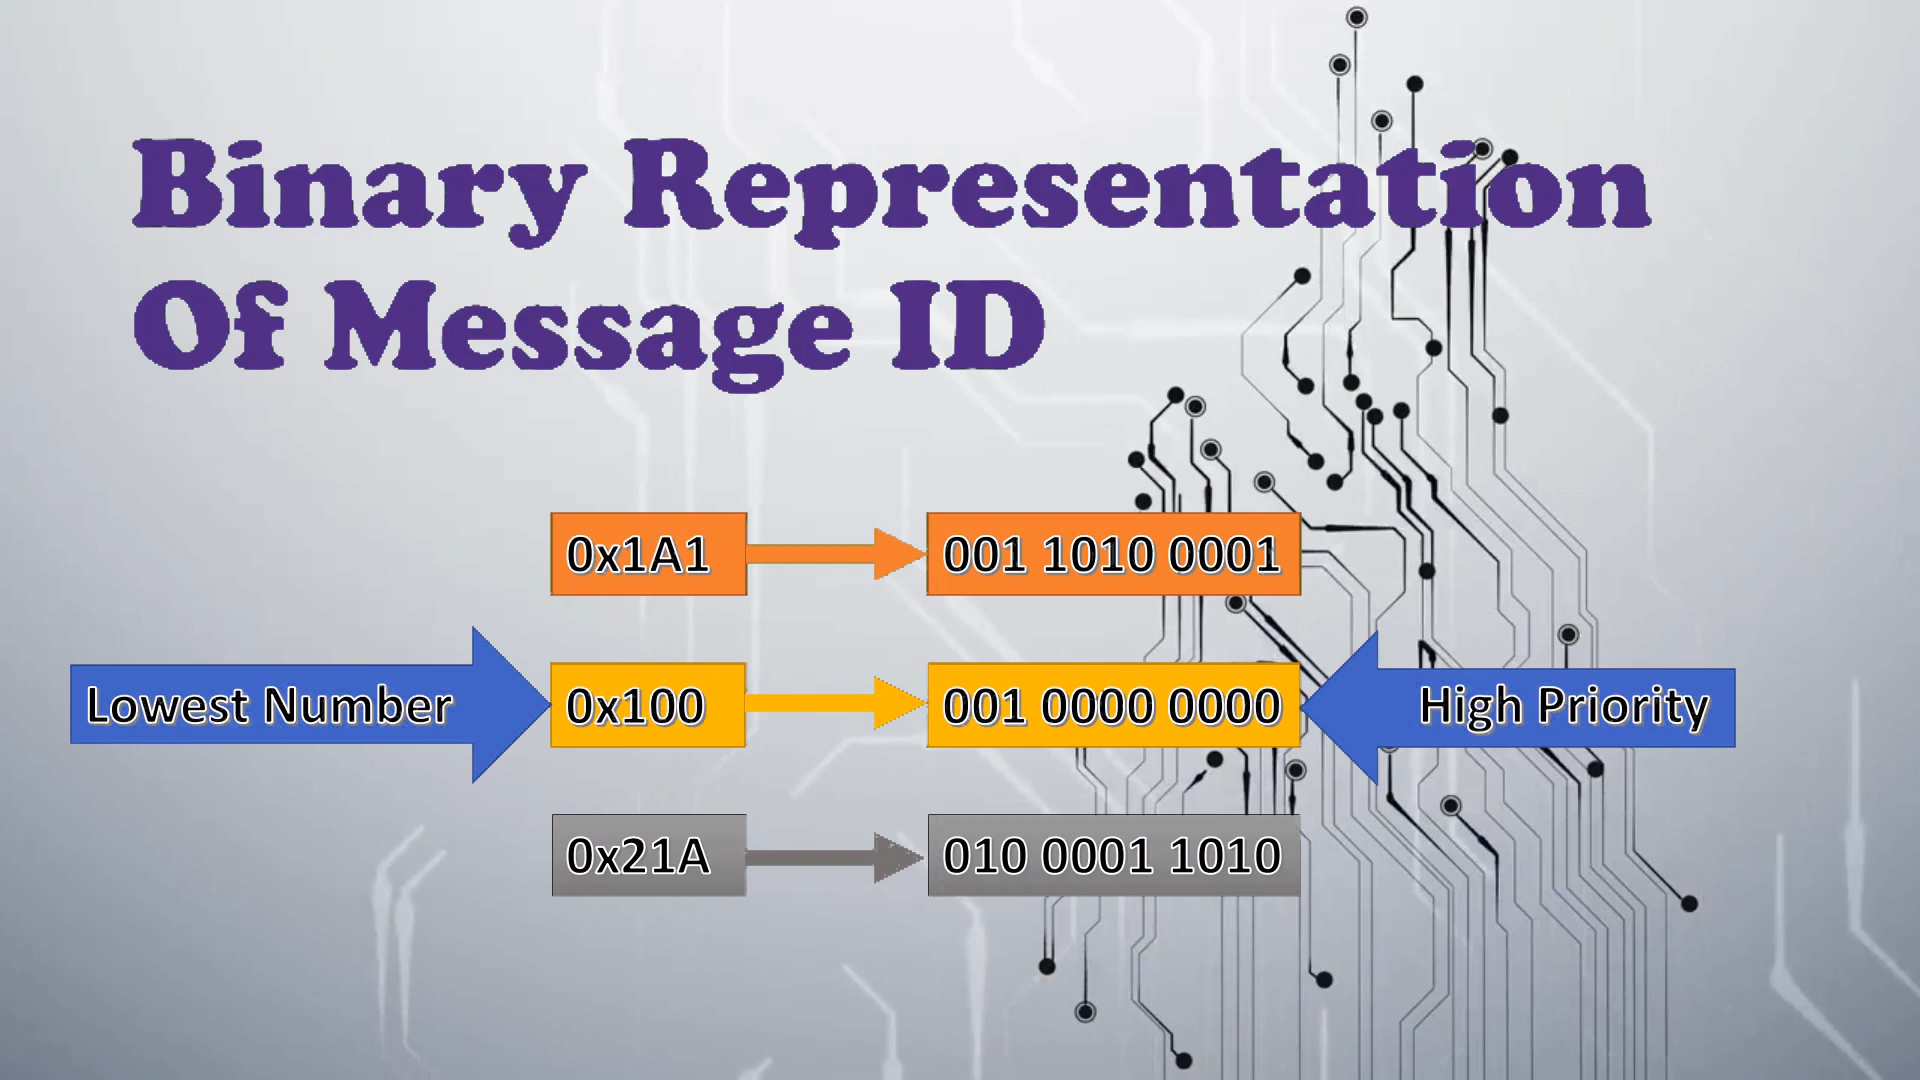 Binary Representation
Of Message ID
0x1A1 001 1010 0001
Lowest Number 0x100 001 0000 0000 High Priority
0x21A 010 0001 1010